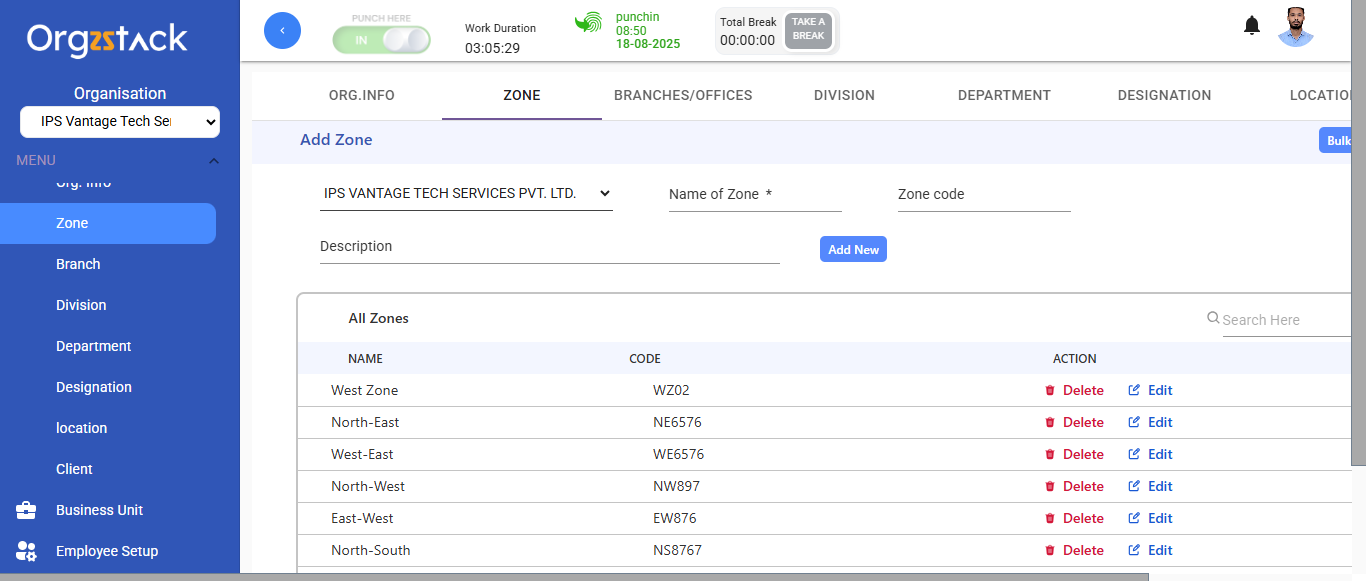 Orgzstack
Organisation
IPS Vantage Tech Ser
MENU
Org. Info
Zone
Branch
Division
Department
Designation
location
Client
Business Unit
Employee Setup
PUNCH HERE
IN
Work Duration
03:05:29
punchin
08:50
18-08-2025
Total Break
00:00:00
TAKE A
BREAK
ORG.INFO ZONE BRANCHES/OFFICES DIVISION DEPARTMENT DESIGNATION LOCATIO
Add Zone
Bulk
IPS VANTAGE TECH SERVICES PVT. LTD. Name of Zone * Zone code
Description
Add New
All Zones
Search Here
NAME CODE ACTION
West Zone WZ02 Delete Edit
North-East NE6576 Delete Edit
West-East WE6576 Delete Edit
North-West NW897 Delete Edit
East-West EW876 Delete Edit
North-South NS8767 Delete Edit